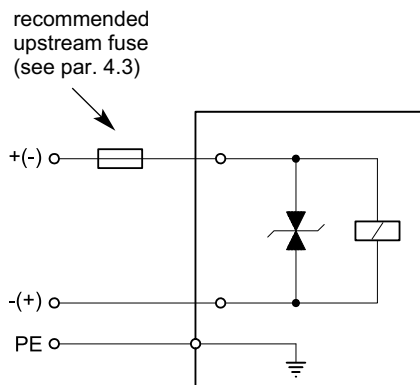 recommended
upstream fuse
(see par. 4.3)
+(-)
-(+)
PE